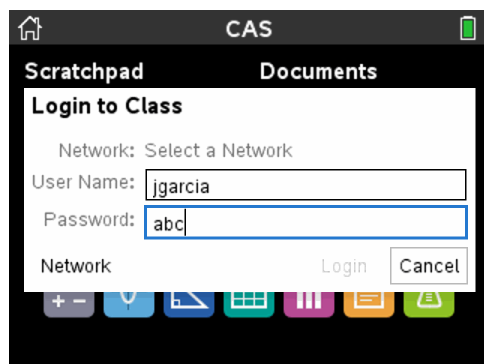 CAS
Scratchpad Documents
Login to Class
Network: Select a Network
User Name: jgarcia
Password: abc
Network Login Cancel